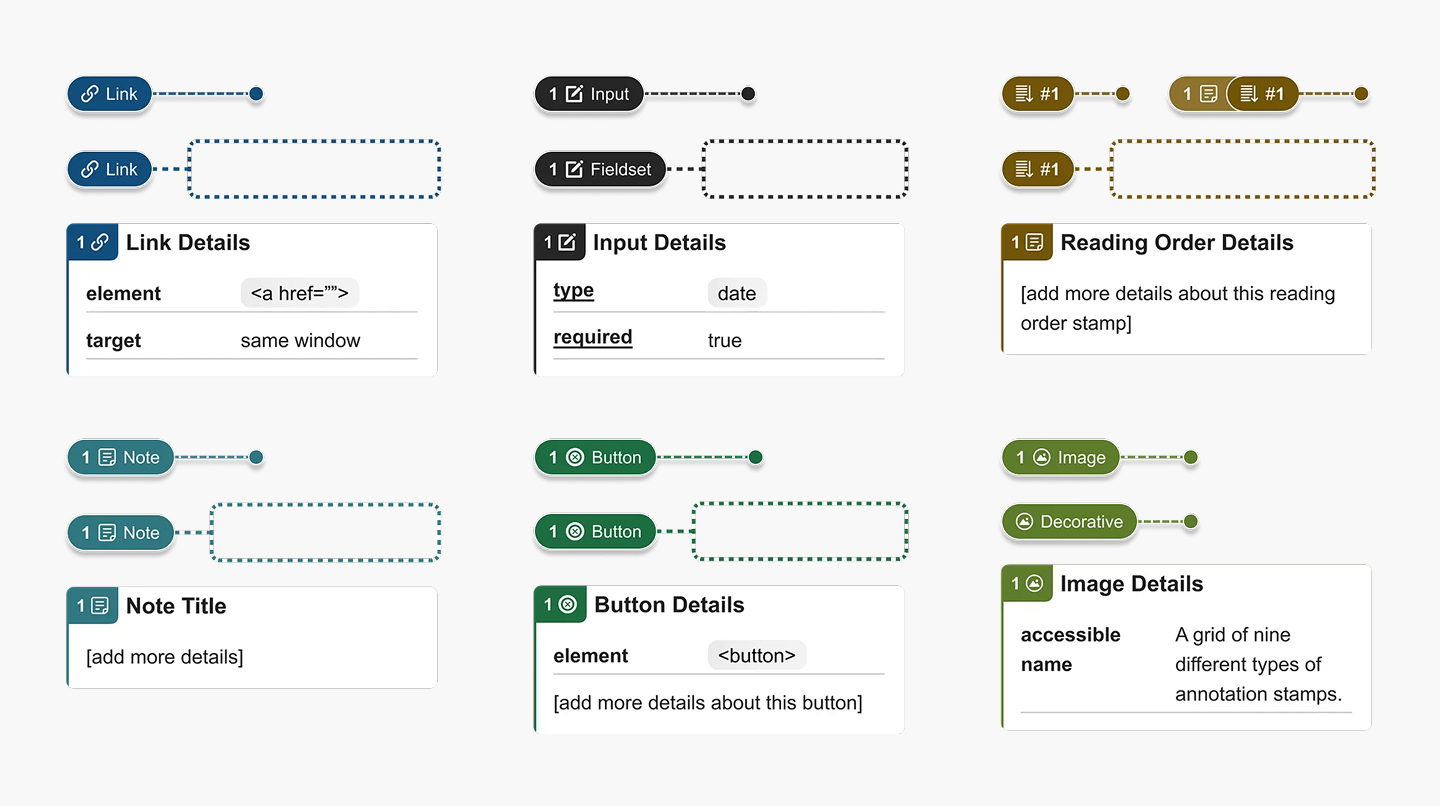 Link
Link
1 Link Details
element <a href=””>
target same window
1 Input
1 Fieldset
1 Input Details
type date
required true
#1
1 #1
#1
1 Reading Order Details
[add more details about this reading
order stamp]
1 Note
1 Note
1 Note Title
[add more details]
1 Button
1 Button
1 Button Details
element <button>
[add more details about this button]
1 Image
Decorative
1 Image Details
accessible A grid of nine
name different types of
annotation stamps.